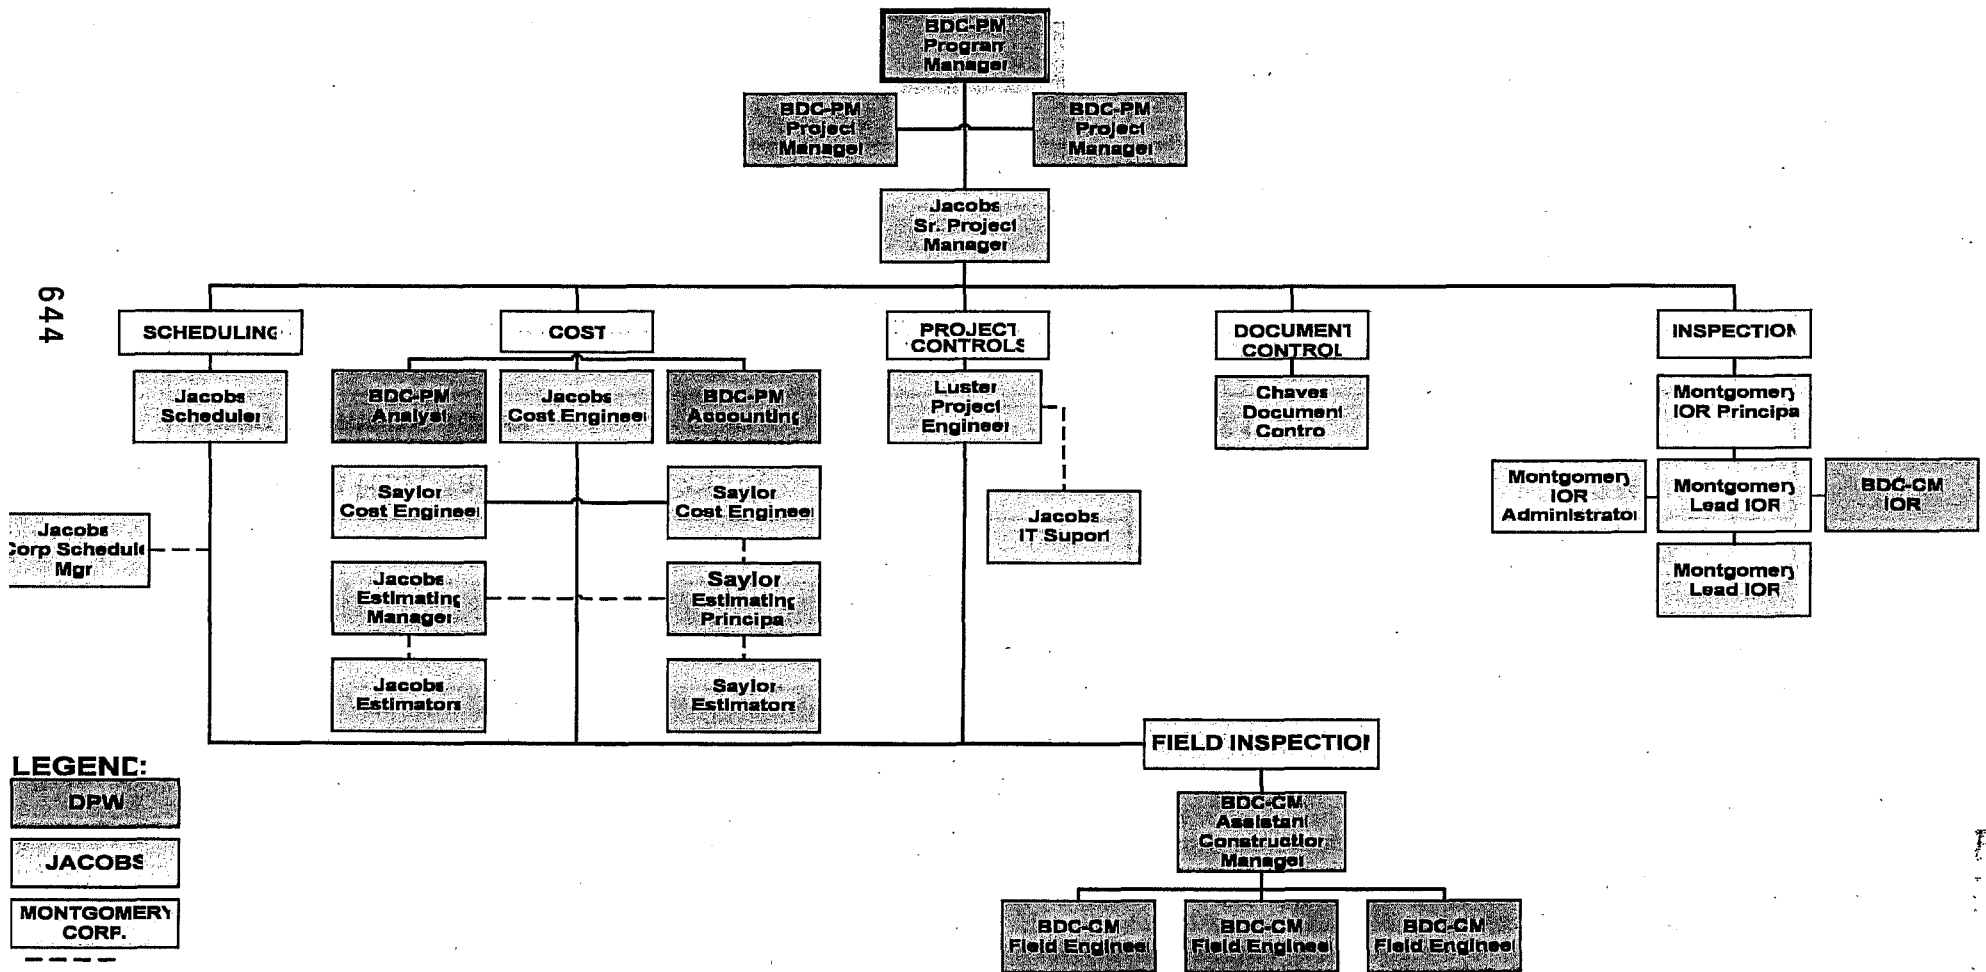 BDC-PM
Program
Manager
BDC-PM
Project
Manager
BDC-PM
Project
Manager
Jacobs
Sr. Project
Manager
644
SCHEDULING
COST
PROJECT
CONTROLS
DOCUMENT
CONTROL
INSPECTION
Jacobs
Scheduler
BDC-PM
Analyst
Jacobs
Cost Engineer
BDC-PM
Accounting
Luster
Project
Engineer
Chaves
Document
Contro
Montgomery
IOR Principa
Saylor
Cost Engineer
Saylor
Cost Engineer
Jacobs
IT Suport
Montgomery
IOR
Administrator
Montgomery
Lead IOR
BDC-CM
IOR
Jacobs
Corp Schedule
Mgr
Jacobs
Estimating
Manager
Saylor
Estimating
Principa
Montgomery
Lead IOR
Jacobs
Estimators
Saylor
Estimators
FIELD INSPECTION
LEGEND:
DPW
JACOBS
MONTGOMERY
CORP.
BDC-CM
Assistant
Construction
Manager
BDC-CM
Field Engineer
BDC-CM
Field Engineer
BDC-CM
Field Engineer